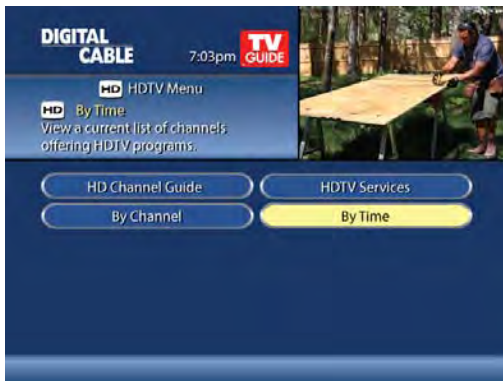 DIGITAL
CABLE
7:03pm
TV
GUIDE
HD HDTV Menu
HD By Time
View a current list of channels
offering HDTV programs.
HD Channel Guide
HDTV Services
By Channel
By Time